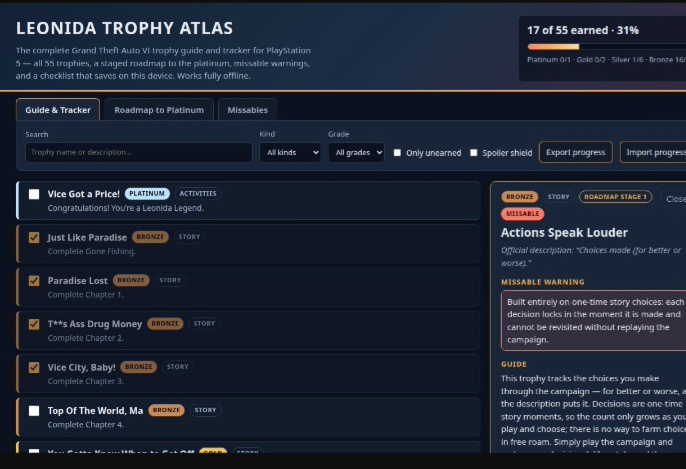 LEONIDA TROPHY ATLAS
The complete Grand Theft Auto VI trophy guide and tracker for PlayStation
5 — all 55 trophies, a staged roadmap to the platinum, missable warnings,
and a checklist that saves on this device. Works fully offline.
17 of 55 earned · 31%
Platinum 0/1 · Gold 0/2 · Silver 1/6 · Bronze 16/
Guide & Tracker Roadmap to Platinum Missables
Search Kind Grade
Trophy name or description... All kinds All grades Only unearned Spoiler shield Export progress Import progress
Vice Got a Price! PLATINUM ACTIVITIES
Congratulations! You're a Leonida Legend.
Just Like Paradise BRONZE STORY
Complete Gone Fishing.
Paradise Lost BRONZE STORY
Complete Chapter 1.
T**s Ass Drug Money BRONZE STORY
Complete Chapter 2.
Vice City, Baby! BRONZE STORY
Complete Chapter 3.
Top Of The World, Ma BRONZE STORY
Complete Chapter 4.
You Gotta Know When to Get Off GOLD STORY
BRONZE STORY ROADMAP STAGE 1 Close
MISSABLE
Actions Speak Louder
Official description: "Choices made (for better or
worse)."
MISSABLE WARNING
Built entirely on one-time story choices: each
decision locks in the moment it is made and
cannot be revisited without replaying the
campaign.
GUIDE
This trophy tracks the choices you make
through the campaign — for better or worse, a
the description puts it. Decisions are one-time
story moments, so the count only grows as you
play and choose; there is no way to farm choice
in free roam. Simply play the campaign and